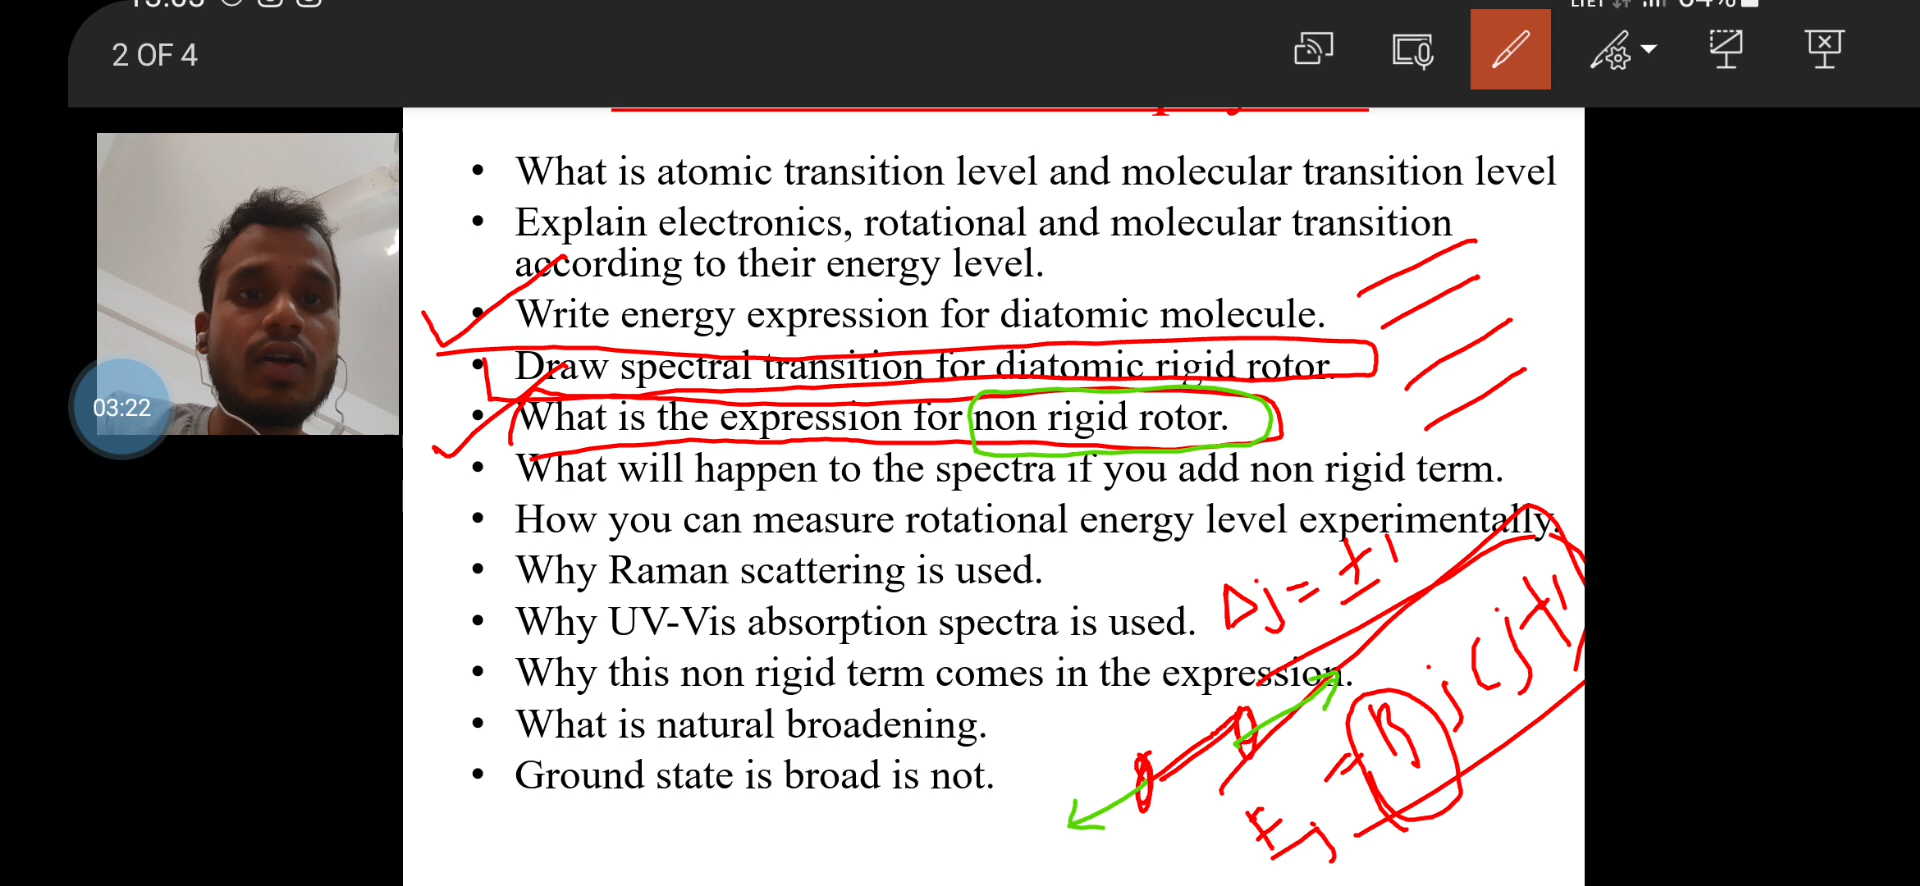 2 OF 4
• What is atomic transition level and molecular transition level
• Explain electronics, rotational and molecular transition
according to their energy level.
• Write energy expression for diatomic molecule.
• Draw spectral transition for diatomic rigid rotor.
• What is the expression for non rigid rotor.
• What will happen to the spectra if you add non rigid term.
• How you can measure rotational energy level experimentally.
• Why Raman scattering is used.
• Why UV-Vis absorption spectra is used.
Δj = ±1
• Why this non rigid term comes in the expression.
• What is natural broadening.
• Ground state is broad is not.
Ej = B j(j+1
03:22